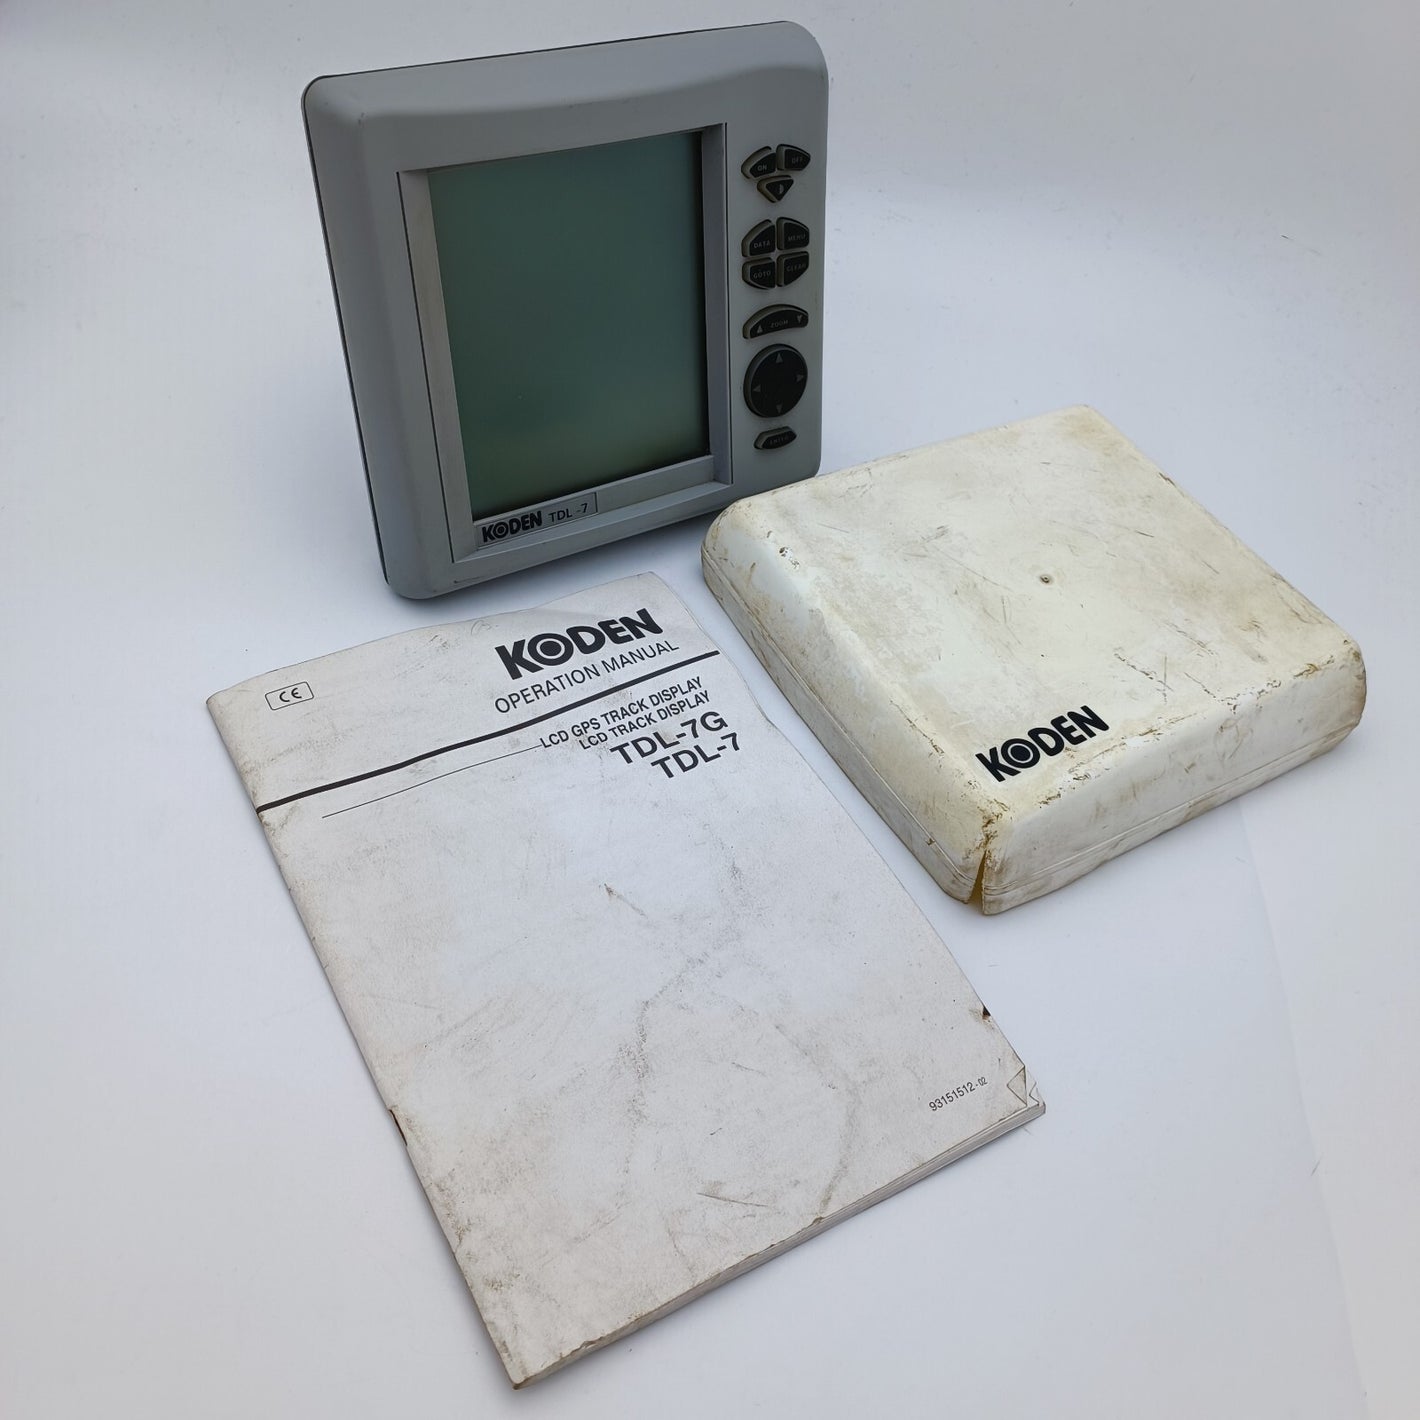 ON OFF
DATA MENU
GOTO CLEAR
ZOOM
ENTER
KODEN TDL-7
KODEN
OPERATION MANUAL
CE
LCD GPS TRACK DISPLAY
LCD TRACK DISPLAY
TDL-7G
TDL-7
93151512-02
KODEN